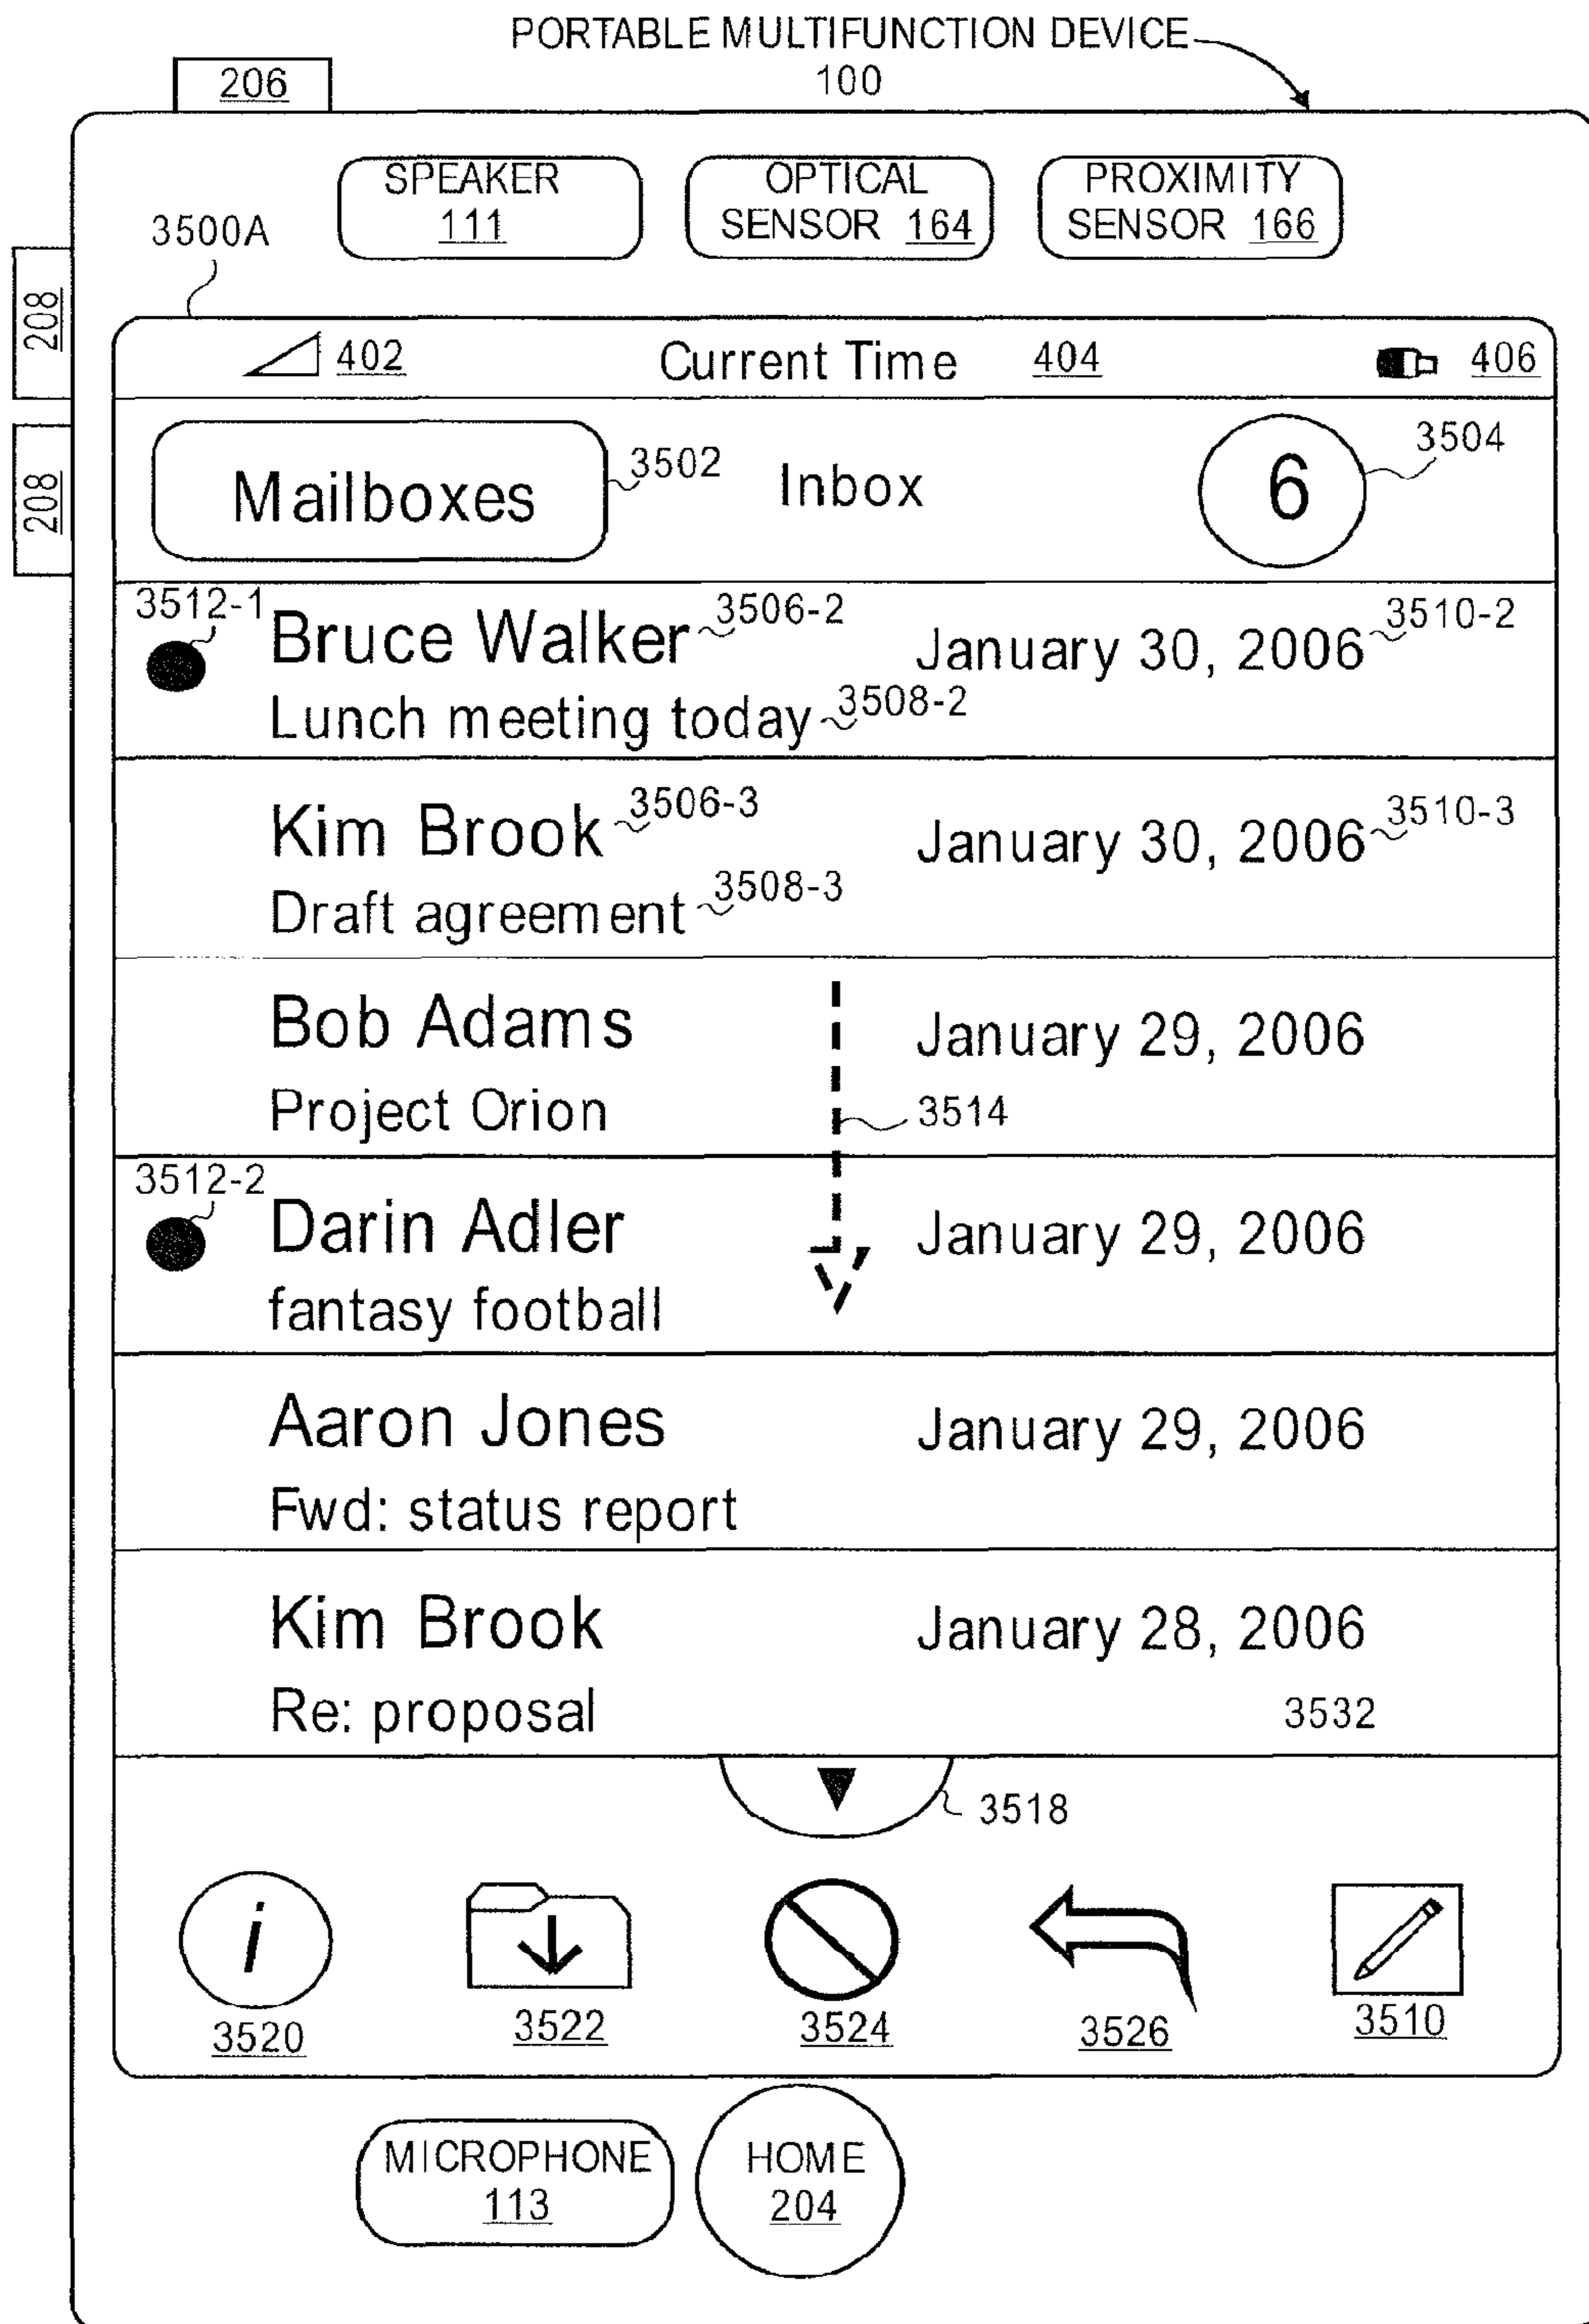 PORTABLE MULTIFUNCTION DEVICE
100
206
SPEAKER
111
OPTICAL
SENSOR 164
PROXIMITY
SENSOR 166
3500A
208
208
402 Current Time 404 406
Mailboxes 3502 Inbox 6 3504
3512-1
Bruce Walker 3506-2 January 30, 2006 3510-2
Lunch meeting today 3508-2
Kim Brook 3506-3 January 30, 2006 3510-3
Draft agreement 3508-3
Bob Adams January 29, 2006
Project Orion 3514
3512-2
Darin Adler January 29, 2006
fantasy football
Aaron Jones January 29, 2006
Fwd: status report
Kim Brook January 28, 2006
Re: proposal 3532
3518
i
3520 3522 3524 3526 3510
MICROPHONE
113
HOME
204